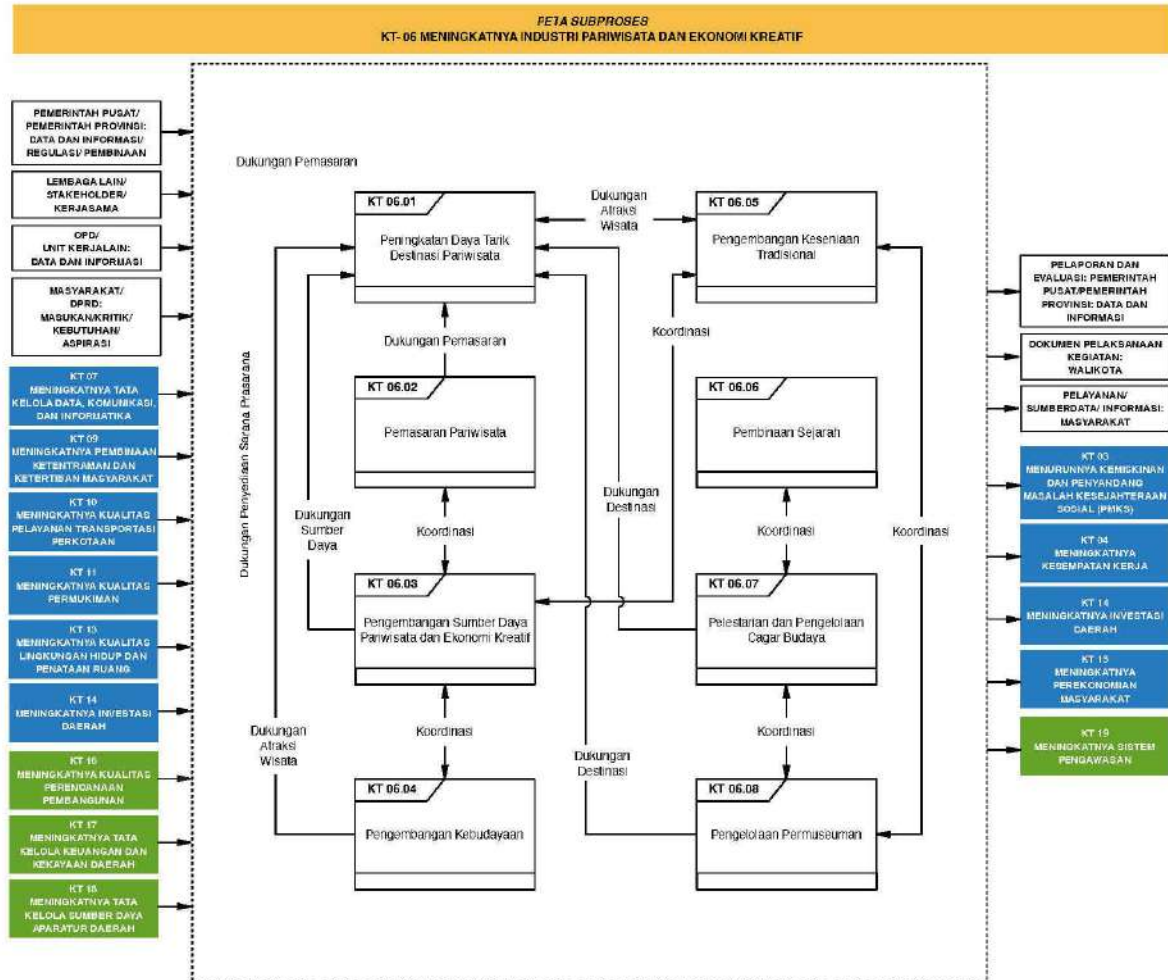 PETA SUBPROSES
KT- 06 MENINGKATNYA INDUSTRI PARIWISATA DAN EKONOMI KREATIF
PEMERINTAH PUSAT/
PEMERINTAH PROVINSI:
DATA DAN INFORMASI/
REGULASI/ PEMBINAAN
LEMBAGA LAIN/
STAKEHOLDER/
KERJASAMA
OPD/
UNIT KERJALAIN:
DATA DAN INFORMASI
MASYARAKAT/
DPRD:
MASUKAN/KRITIK/
KEBUTUHAN/
ASPIRASI
KT 07
MENINGKATNYA TATA
KELOLA DATA, KOMUNIKASI,
DAN INFORMATIKA
KT 09
MENINGKATNYA PEMBINAAN
KETENTRAMAN DAN
KETERTIBAN MASYARAKAT
KT 10
MENINGKATNYA KUALITAS
PELAYANAN TRANSPORTASI
PERKOTAAN
KT 11
MENINGKATNYA KUALITAS
PERMUKIMAN
KT 13
MENINGKATNYA KUALITAS
LINGKUNGAN HIDUP DAN
PENATAAN RUANG
KT 14
MENINGKATNYA INVESTASI
DAERAH
KT 16
MENINGKATNYA KUALITAS
PERENCANAAN
PEMBANGUNAN
KT 17
MENINGKATNYA TATA
KELOLA KEUANGAN DAN
KEKAYAAN DAERAH
KT 18
MENINGKATNYA TATA
KELOLA SUMBER DAYA
APARATUR DAERAH
Dukungan Pemasaran
Dukungan Penyediaan Sarana Prasarana
KT 06.01
Peningkatan Daya Tarik
Destinasi Pariwisata
Dukungan
Atraksi
Wisata
KT 06.05
Pengembangan Keseniaan
Tradisional
Dukungan Pemasaran
Koordinasi
KT 06.02
Pemasaran Pariwisata
KT 06.06
Pembinaan Sejarah
Dukungan
Sumber
Daya
Koordinasi
Dukungan
Destinasi
Koordinasi
Koordinasi
KT 06.03
Pengembangan Sumber Daya
Pariwisata dan Ekonomi Kreatif
KT 06.07
Pelestarian dan Pengelolaan
Cagar Budaya
Dukungan
Atraksi
Wisata
Koordinasi
Dukungan
Destinasi
Koordinasi
KT 06.04
Pengembangan Kebudayaan
KT 06.08
Pengelolaan Permuseuman
PELAPORAN DAN
EVALUASI: PEMERINTAH
PUSAT/PEMERINTAH
PROVINSI: DATA DAN
INFORMASI
DOKUMEN PELAKSANAAN
KEGIATAN:
WALIKOTA
PELAYANAN/
SUMBERDATA/ INFORMASI:
MASYARAKAT
KT 03
MENURUNNYA KEMISKINAN
DAN PENYANDANG
MASALAH KESEJAHTERAAN
SOSIAL (PMKS)
KT 04
MENINGKATNYA
KESEMPATAN KERJA
KT 14
MENINGKATNYA INVESTASI
DAERAH
KT 15
MENINGKATNYA
PEREKONOMIAN
MASYARAKAT
KT 19
MENINGKATNYA SISTEM
PENGAWASAN